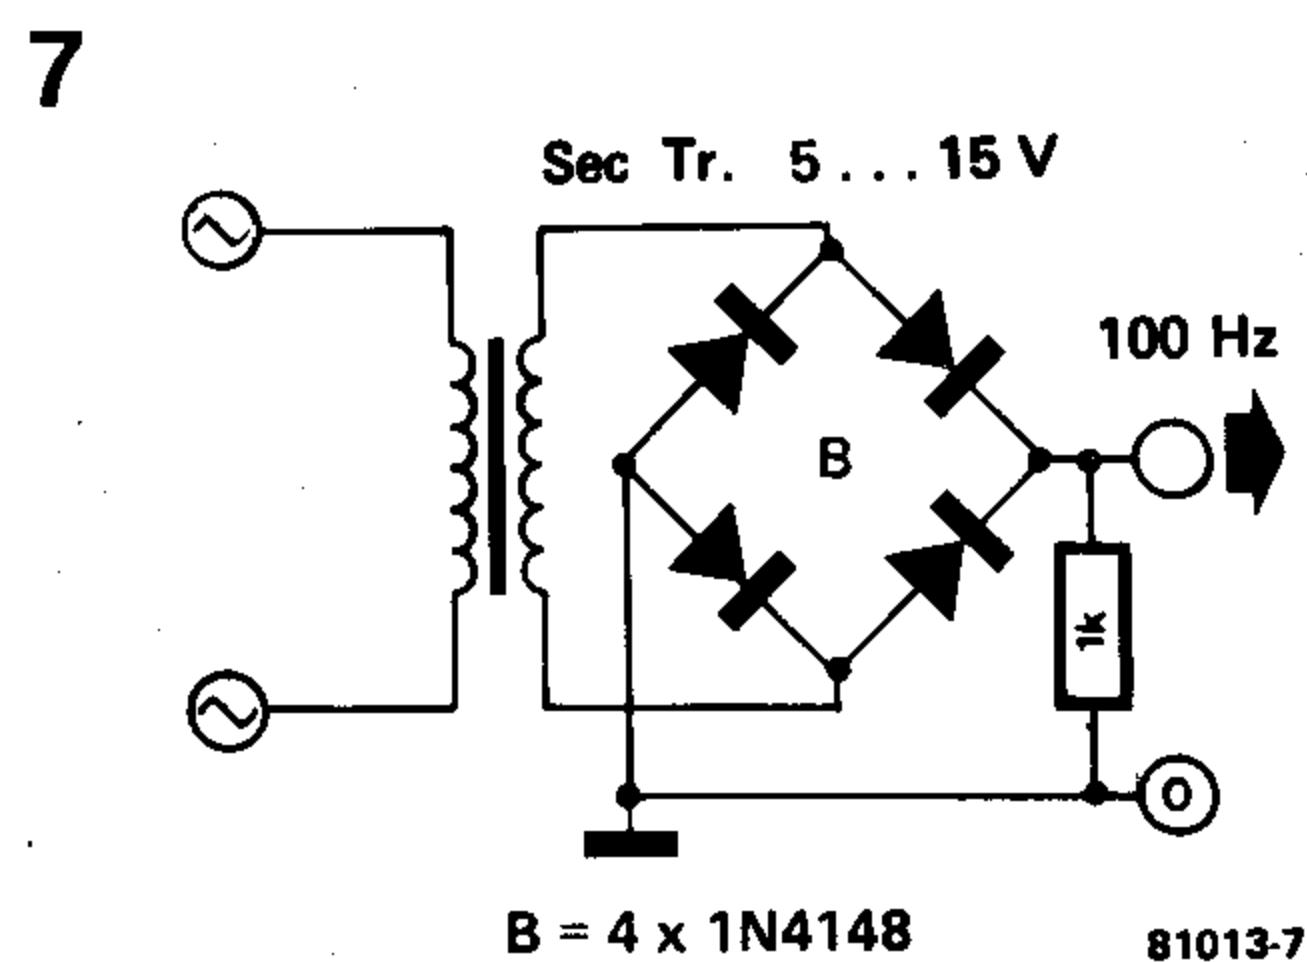 7
Sec Tr. 5 . . . 15 V
100 Hz
B
1k
0
B = 4 x 1N4148
81013-7